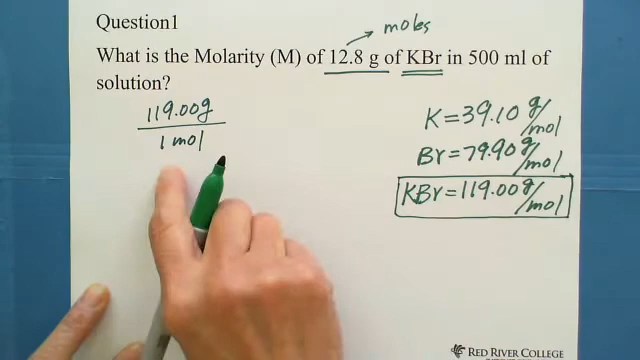 Question1
moles
What is the Molarity (M) of 12.8 g of KBr in 500 ml of
solution?
119.00g
1 mol
K=39.10 g/mol
Br=79.90 g/mol
KBr=119.00 g/mol
RED RIVER COLLEGE